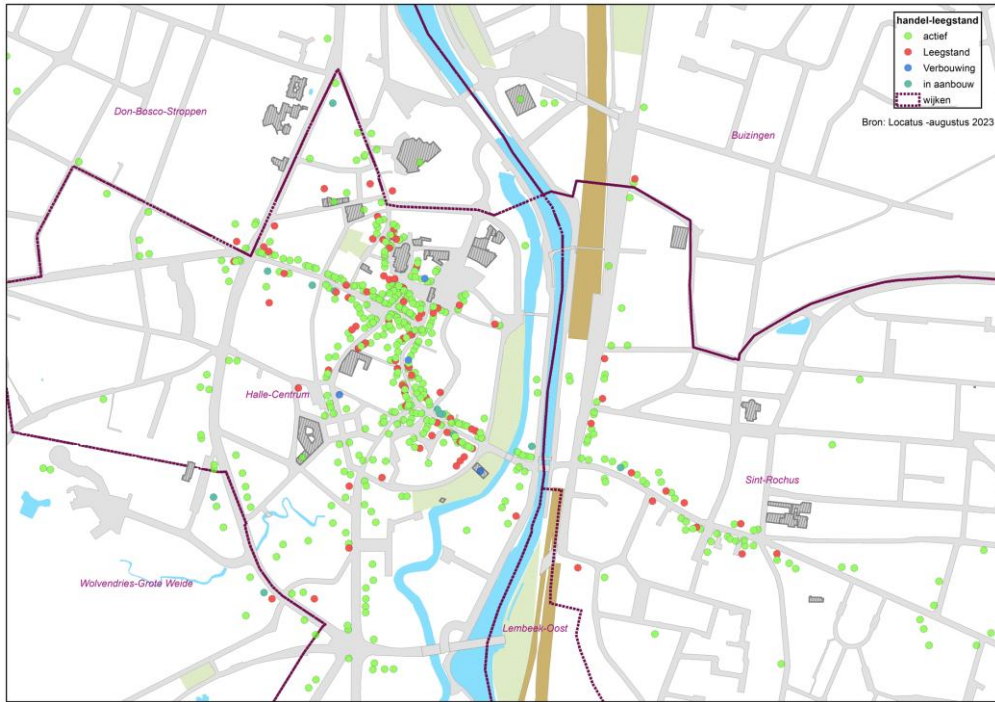 handel-leegstand
actief
Leegstand
Verbouwing
in aanbouw
wijken
Bron: Locatus -augustus 2023
Don-Bosco-Stroppen
Buizingen
Halle-Centrum
Sint-Rochus
Wolvendries-Grote Weide
Lembeek-Oost